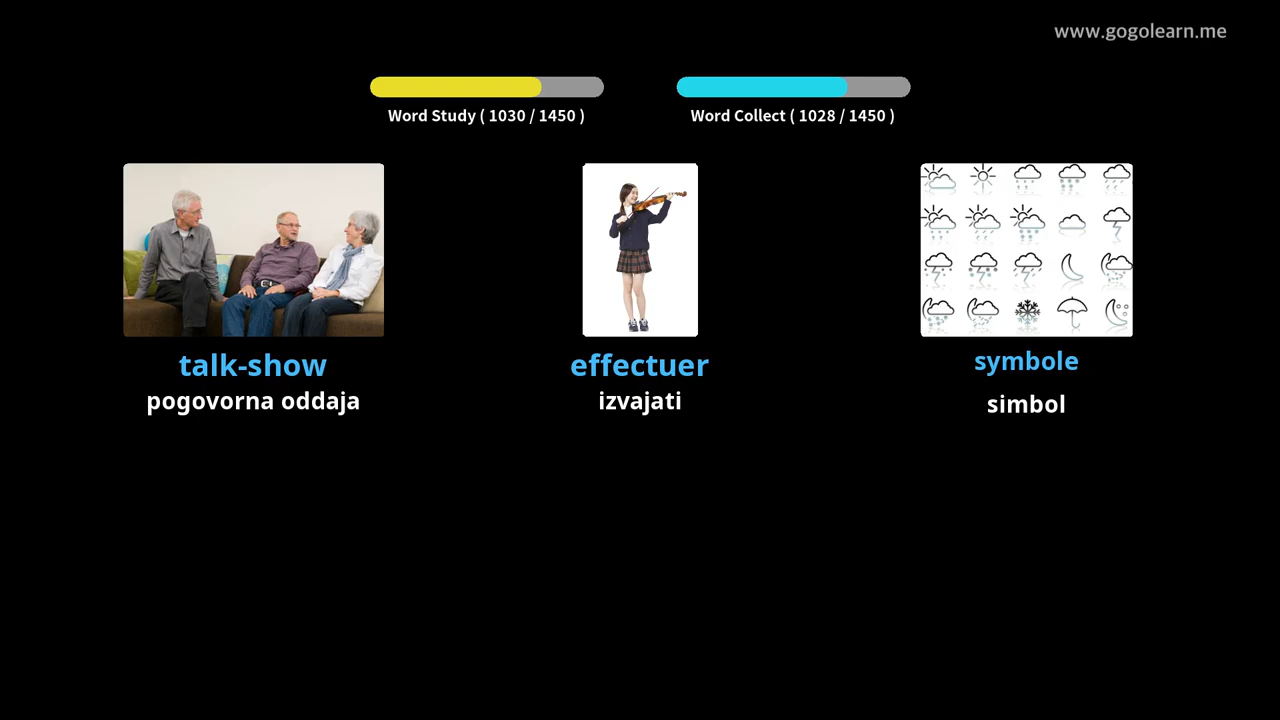 www.gogolearn.me
Word Study ( 1030 / 1450 )
Word Collect ( 1028 / 1450 )
talk-show
pogovorna oddaja
effectuer
izvajati
symbole
simbol